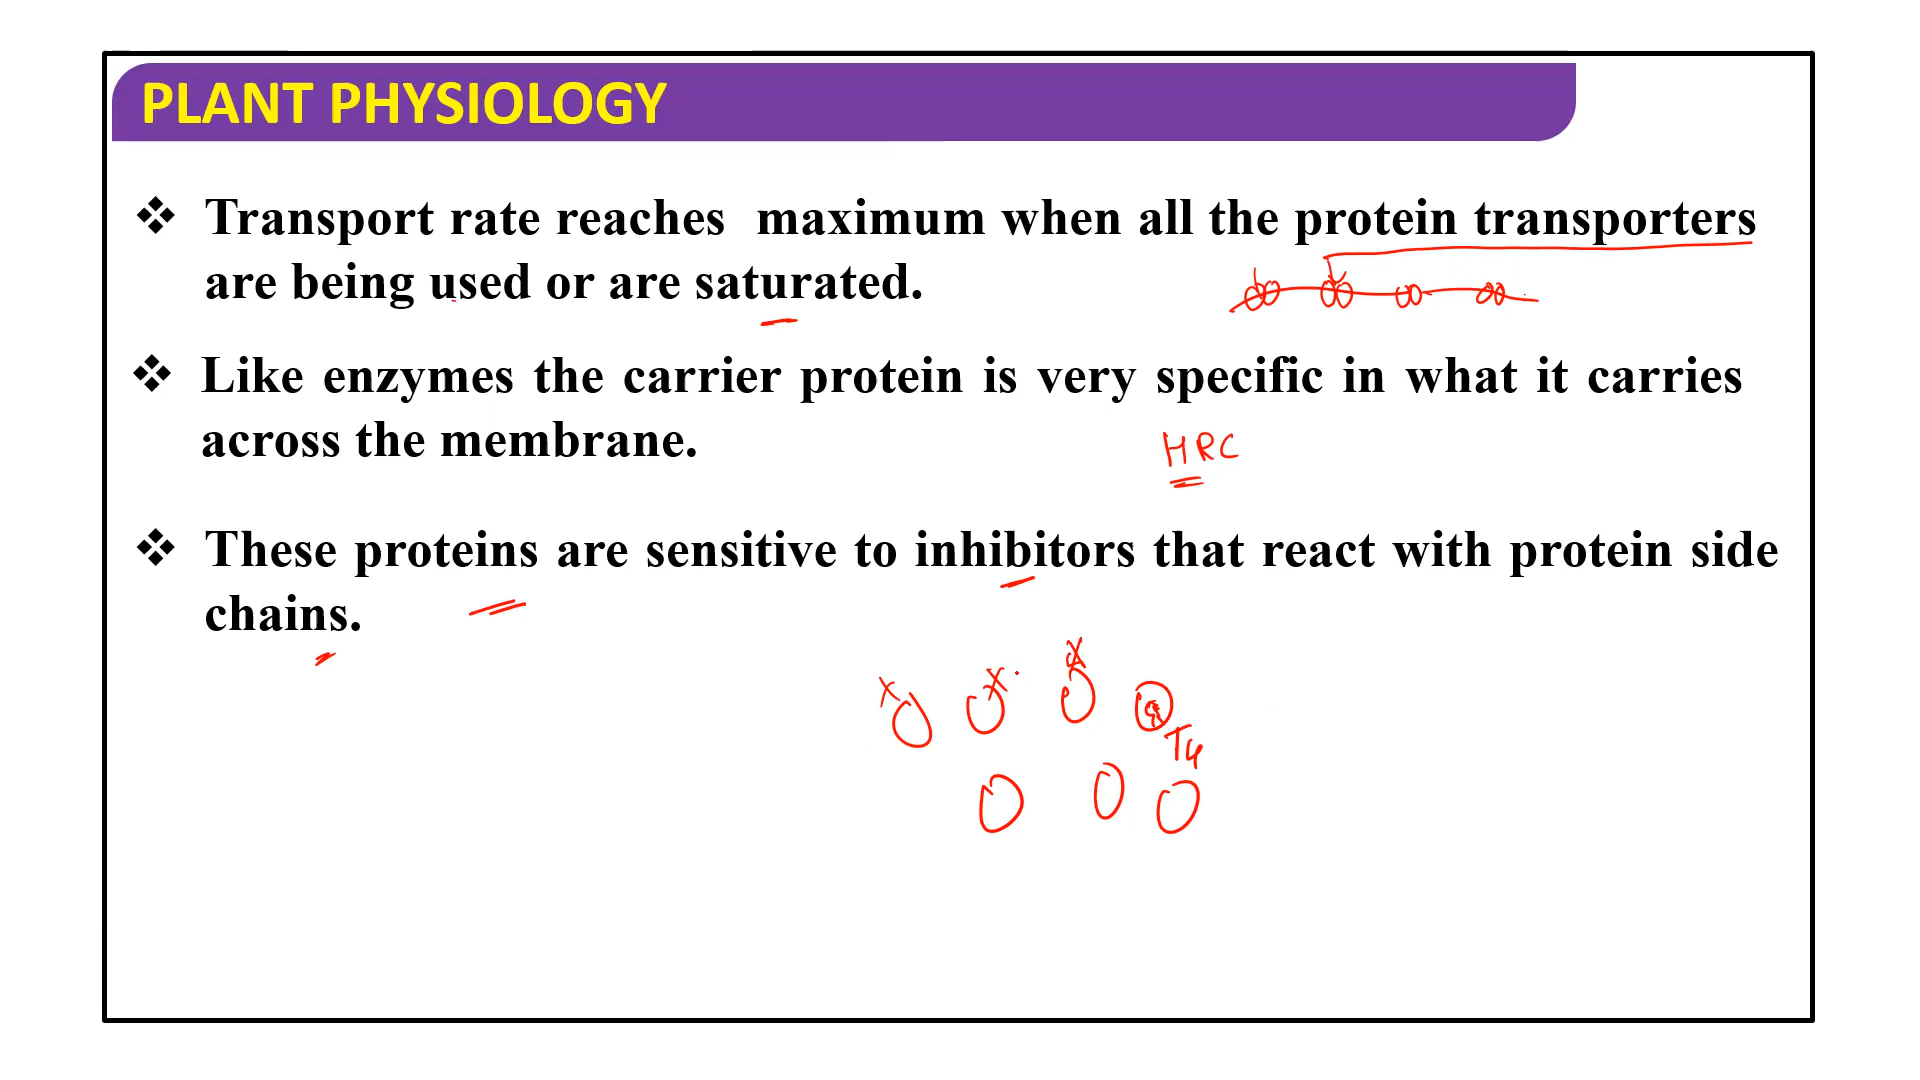 PLANT PHYSIOLOGY
❖ Transport rate reaches maximum when all the protein transporters
are being used or are saturated.
❖ Like enzymes the carrier protein is very specific in what it carries
across the membrane.
HRC
❖ These proteins are sensitive to inhibitors that react with protein side
chains.